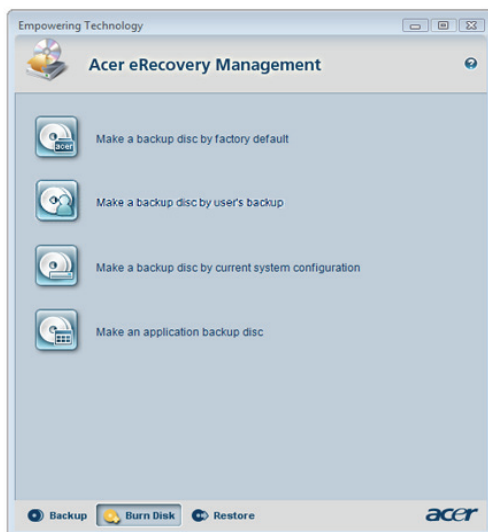 Empowering Technology
Acer eRecovery Management
acer
Make a backup disc by factory default
Make a backup disc by user's backup
Make a backup disc by current system configuration
Make an application backup disc
Backup Burn Disk Restore acer